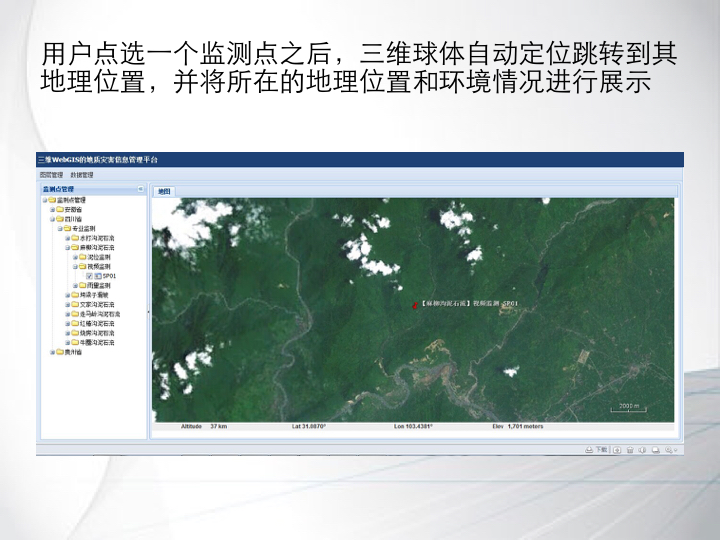 用户点选一个监测点之后，三维球体自动定位跳转到其
地理位置，并将所在的地理位置和环境情况进行展示
三维WebGIS的地质灾害信息管理平台
图层管理 数据管理
监测点管理
地图
监测点管理
安徽省
四川省
专业监测
水打沟泥石流
麻柳沟泥石流
泥位监测
视频监测
SP01
雨量监测
文家沟泥石流
走马岭沟泥石流
红椿沟泥石流
烧房沟泥石流
牛圈沟泥石流
贵州省
【麻柳沟泥石流】视频监测 SP01
2000 m
Altitude 37 km Lat 31.0870° Lon 103.4381° Elev 1,701 meters
下载